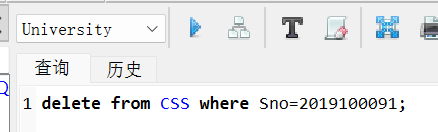 University
查询 历史
1 delete from CSS where Sno=2019100091;